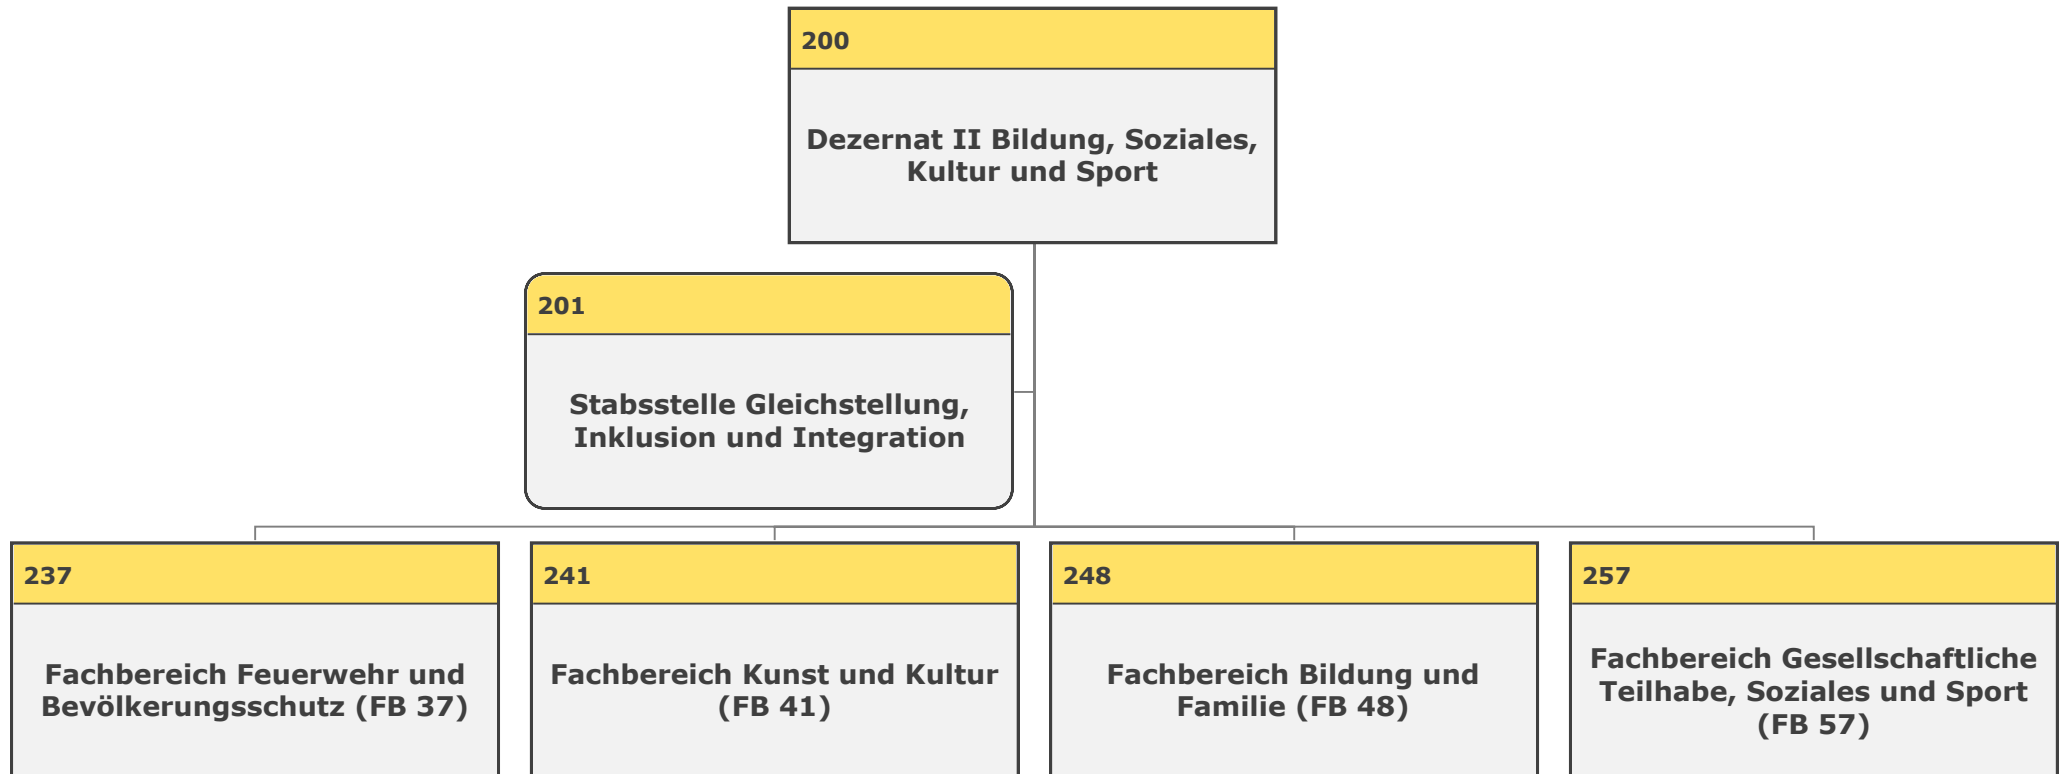 200
Dezernat II Bildung, Soziales,
Kultur und Sport
201
Stabsstelle Gleichstellung,
Inklusion und Integration
237
Fachbereich Feuerwehr und
Bevölkerungsschutz (FB 37)
241
Fachbereich Kunst und Kultur
(FB 41)
248
Fachbereich Bildung und
Familie (FB 48)
257
Fachbereich Gesellschaftliche
Teilhabe, Soziales und Sport
(FB 57)